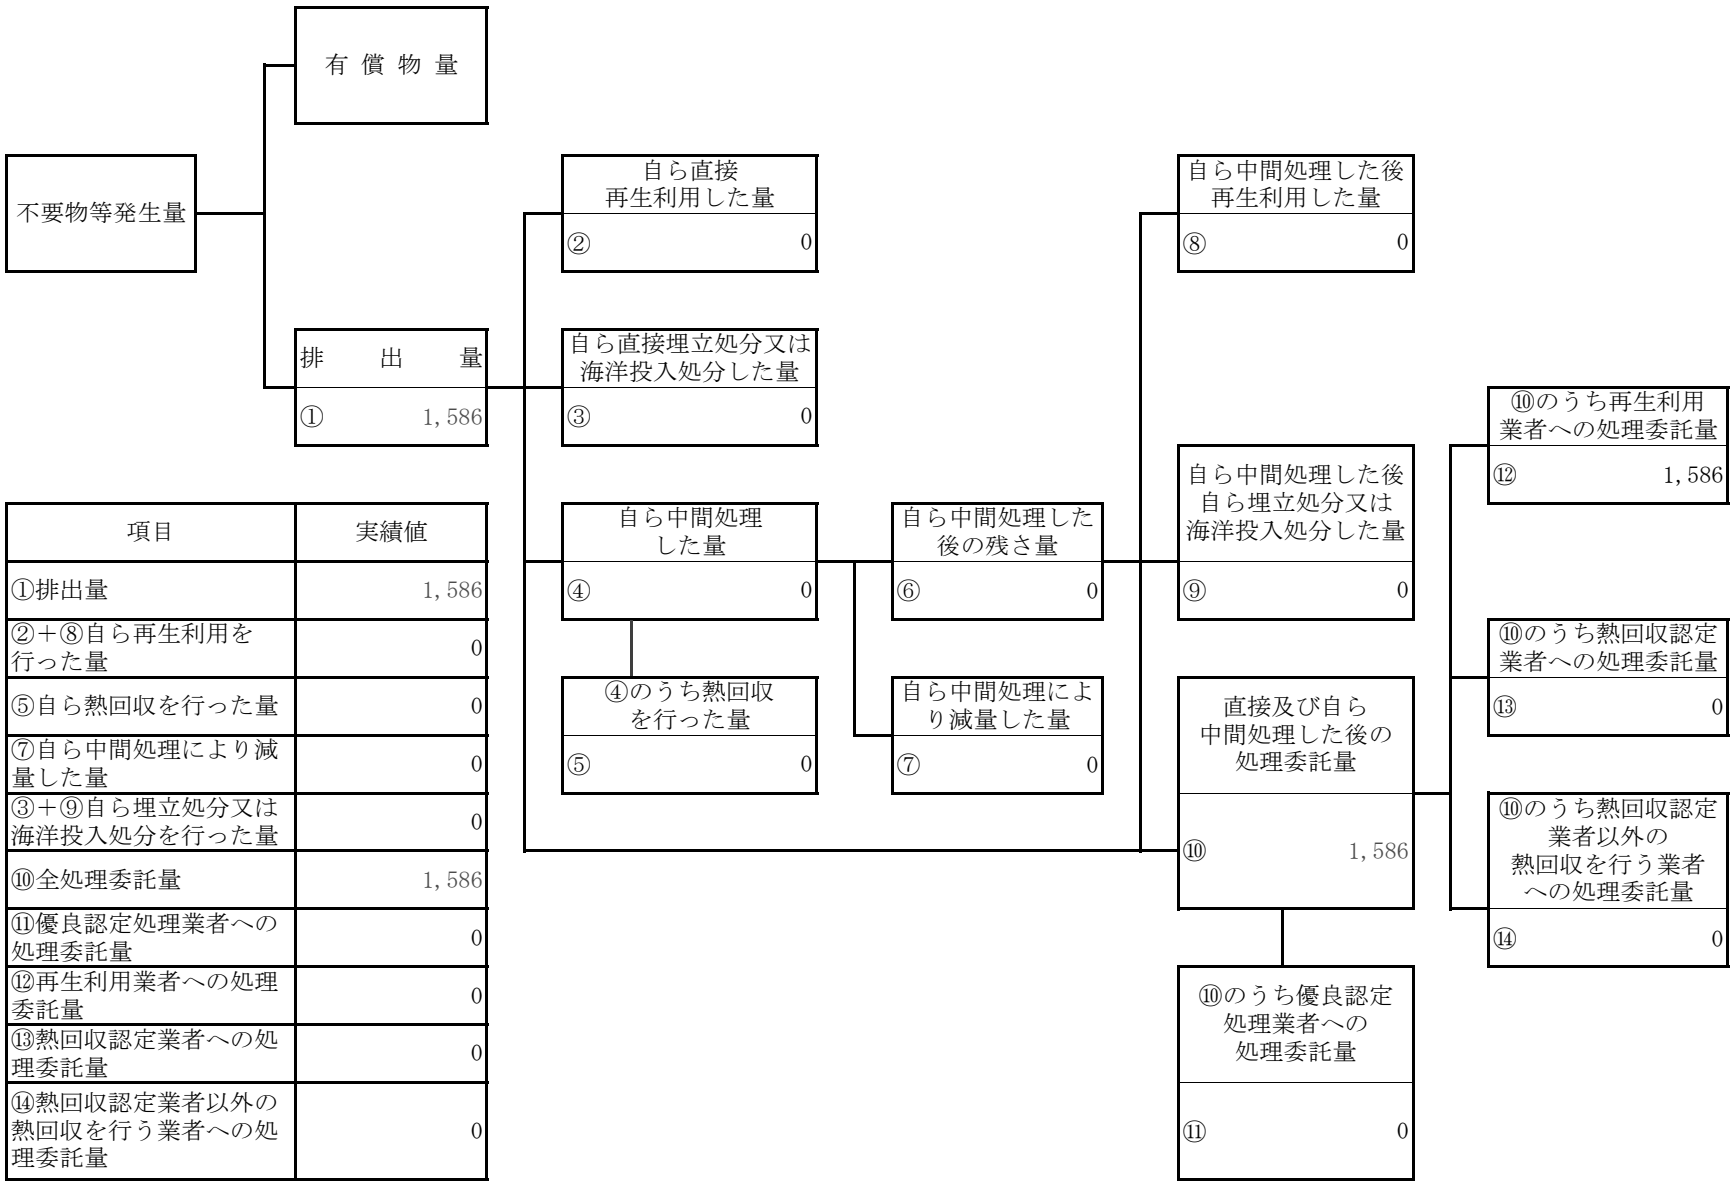 有償物量
不要物等発生量
排出量
① 1,586
自ら直接
再生利用した量
② 0
自ら直接埋立処分又は
海洋投入処分した量
③ 0
自ら中間処理
した量
④ 0
④のうち熱回収
を行った量
⑤ 0
自ら中間処理した
後の残さ量
⑥ 0
自ら中間処理によ
り減量した量
⑦ 0
自ら中間処理した後
再生利用した量
⑧ 0
自ら中間処理した後
自ら埋立処分又は
海洋投入処分した量
⑨ 0
直接及び自ら
中間処理した後の
処理委託量
⑩ 1,586
⑩のうち優良認定
処理業者への
処理委託量
⑪ 0
⑩のうち再生利用
業者への処理委託量
⑫ 1,586
⑩のうち熱回収認定
業者への処理委託量
⑬ 0
⑩のうち熱回収認定
業者以外の
熱回収を行う業者
への処理委託量
⑭ 0
項目 実績値
①排出量 1,586
②＋⑧自ら再生利用を
行った量 0
⑤自ら熱回収を行った量 0
⑦自ら中間処理により減
量した量 0
③＋⑨自ら埋立処分又は
海洋投入処分を行った量 0
⑩全処理委託量 1,586
⑪優良認定処理業者への
処理委託量 0
⑫再生利用業者への処理
委託量 0
⑬熱回収認定業者への処
理委託量 0
⑭熱回収認定業者以外の
熱回収を行う業者への処
理委託量 0